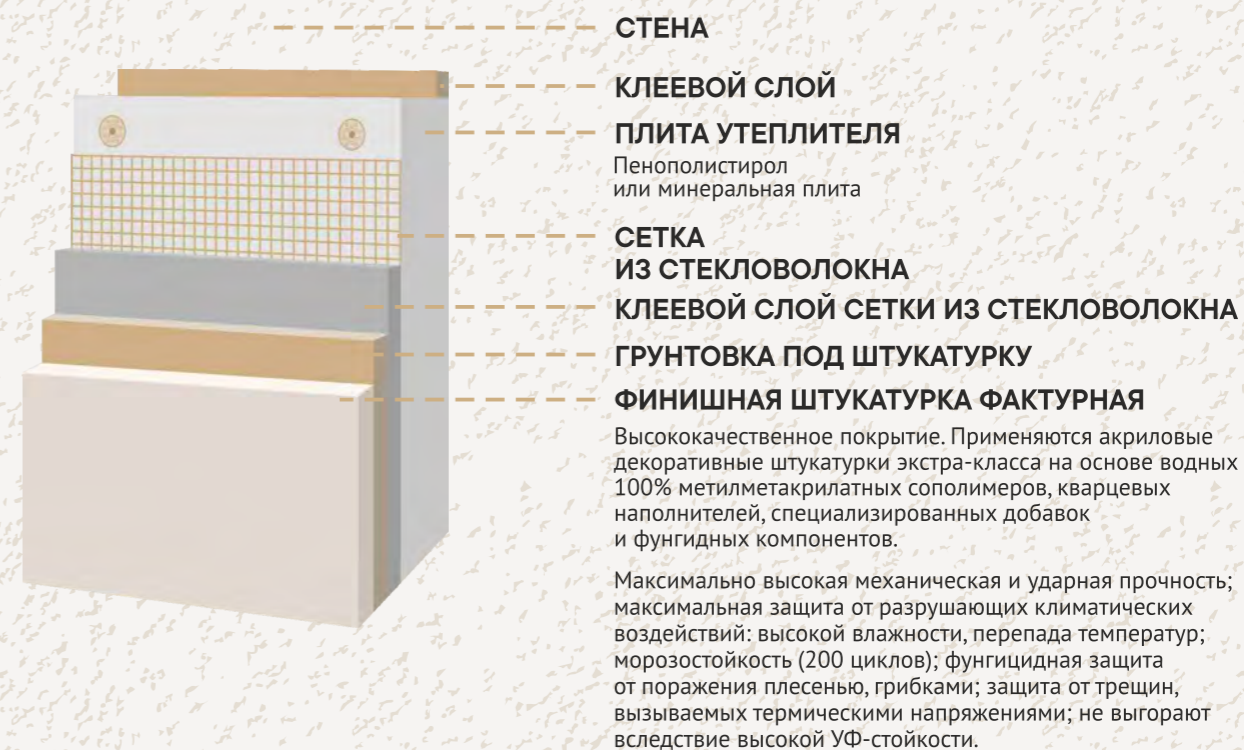 СТЕНА
КЛЕЕВОЙ СЛОЙ
ПЛИТА УТЕПЛИТЕЛЯ
Пенополистирол
или минеральная плита
СЕТКА
ИЗ СТЕКЛОВОЛОКНА
КЛЕЕВОЙ СЛОЙ СЕТКИ ИЗ СТЕКЛОВОЛОКНА
ГРУНТОВКА ПОД ШТУКАТУРКУ
ФИНИШНАЯ ШТУКАТУРКА ФАКТУРНАЯ
Высококачественное покрытие. Применяются акриловые
декоративные штукатурки экстра-класса на основе водных
100% метилметакрилатных сополимеров, кварцевых
наполнителей, специализированных добавок
и фунгидных компонентов.
Максимально высокая механическая и ударная прочность;
максимальная защита от разрушающих климатических
воздействий: высокой влажности, перепада температур;
морозостойкость (200 циклов); фунгицидная защита
от поражения плесенью, грибками; защита от трещин,
вызываемых термическими напряжениями; не выгорают
вследствие высокой УФ-стойкости.